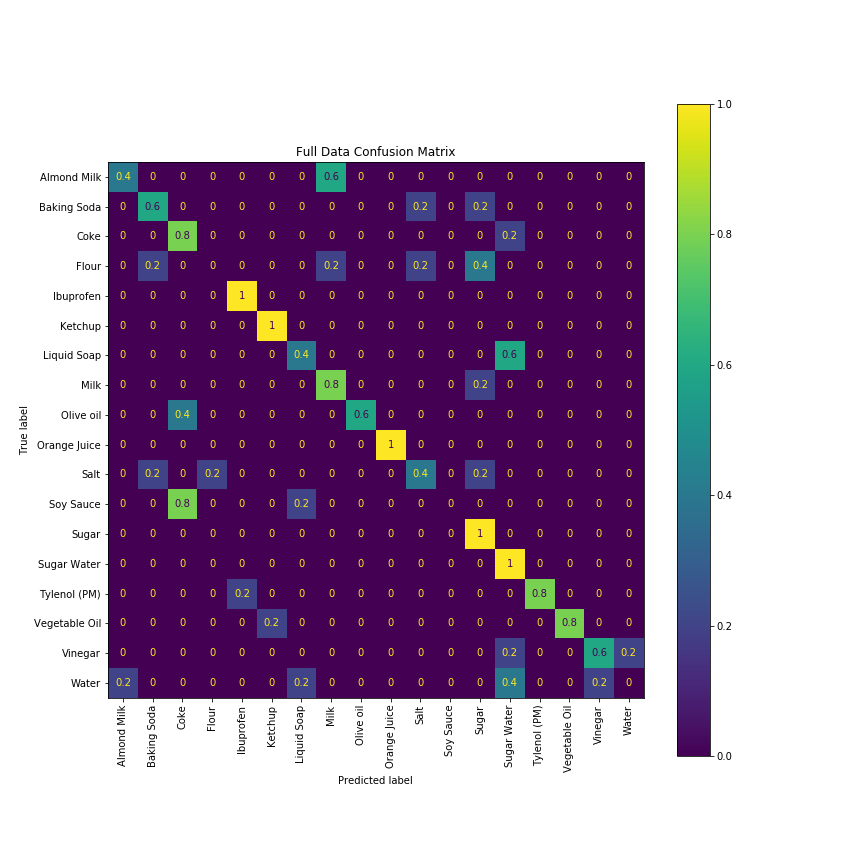 Full Data Confusion Matrix
1.0
Almond Milk 0.4 0 0 0 0 0 0 0.6 0 0 0 0 0 0 0 0 0 0
Baking Soda 0 0.6 0 0 0 0 0 0 0 0 0.2 0 0.2 0 0 0 0 0
Coke 0 0 0.8 0 0 0 0 0 0 0 0 0 0 0.2 0 0 0 0
0.8
Flour 0 0.2 0 0 0 0 0 0.2 0 0 0.2 0 0.4 0 0 0 0 0
Ibuprofen 0 0 0 0 1 0 0 0 0 0 0 0 0 0 0 0 0 0
Ketchup 0 0 0 0 0 1 0 0 0 0 0 0 0 0 0 0 0 0
Liquid Soap 0 0 0 0 0 0 0.4 0 0 0 0 0 0 0.6 0 0 0 0
0.6
Milk 0 0 0 0 0 0 0 0.8 0 0 0 0 0.2 0 0 0 0 0
Olive oil 0 0 0.4 0 0 0 0 0 0.6 0 0 0 0 0 0 0 0 0
True label
Orange Juice 0 0 0 0 0 0 0 0 0 1 0 0 0 0 0 0 0 0
Salt 0 0.2 0 0.2 0 0 0 0 0 0 0.4 0 0.2 0 0 0 0 0
0.4
Soy Sauce 0 0 0.8 0 0 0 0.2 0 0 0 0 0 0 0 0 0 0 0
Sugar 0 0 0 0 0 0 0 0 0 0 0 0 1 0 0 0 0 0
Sugar Water 0 0 0 0 0 0 0 0 0 0 0 0 0 1 0 0 0 0
Tylenol (PM) 0 0 0 0 0.2 0 0 0 0 0 0 0 0 0 0.8 0 0 0
Vegetable Oil 0 0 0 0 0 0.2 0 0 0 0 0 0 0 0 0 0.8 0 0
0.2
Vinegar 0 0 0 0 0 0 0 0 0 0 0 0 0 0.2 0 0 0.6 0.2
Water 0.2 0 0 0 0 0 0.2 0 0 0 0 0 0 0.4 0 0 0.2 0
Almond Milk
Baking Soda
Coke
Flour
Ibuprofen
Ketchup
Liquid Soap
Milk
Olive oil
Orange Juice
Salt
Soy Sauce
Sugar
Sugar Water
Tylenol (PM)
Vegetable Oil
Vinegar
Water
0.0
Predicted label